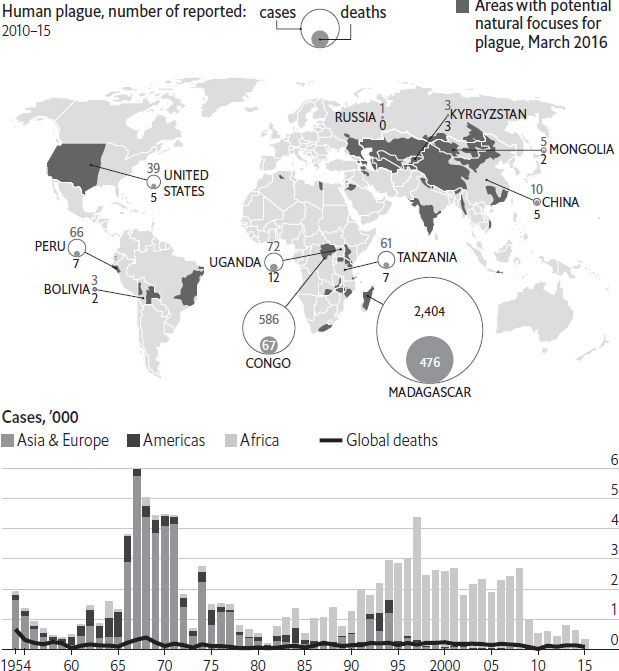 Human plague, number of reported:
2010–15
cases
deaths
Areas with potential
natural focuses for
plague, March 2016
RUSSIA
1
0
3
KYRGYZSTAN
3
5
MONGOLIA
2
39
UNITED
STATES
5
10
CHINA
5
66
PERU
7
72
UGANDA
12
61
TANZANIA
7
BOLIVIA
3
2
586
67
CONGO
2,404
476
MADAGASCAR
Cases, ’000
Asia & Europe
Americas
Africa
Global deaths
6
5
4
3
2
1
0
1954
60
65
70
75
80
85
90
95
2000
05
10
15